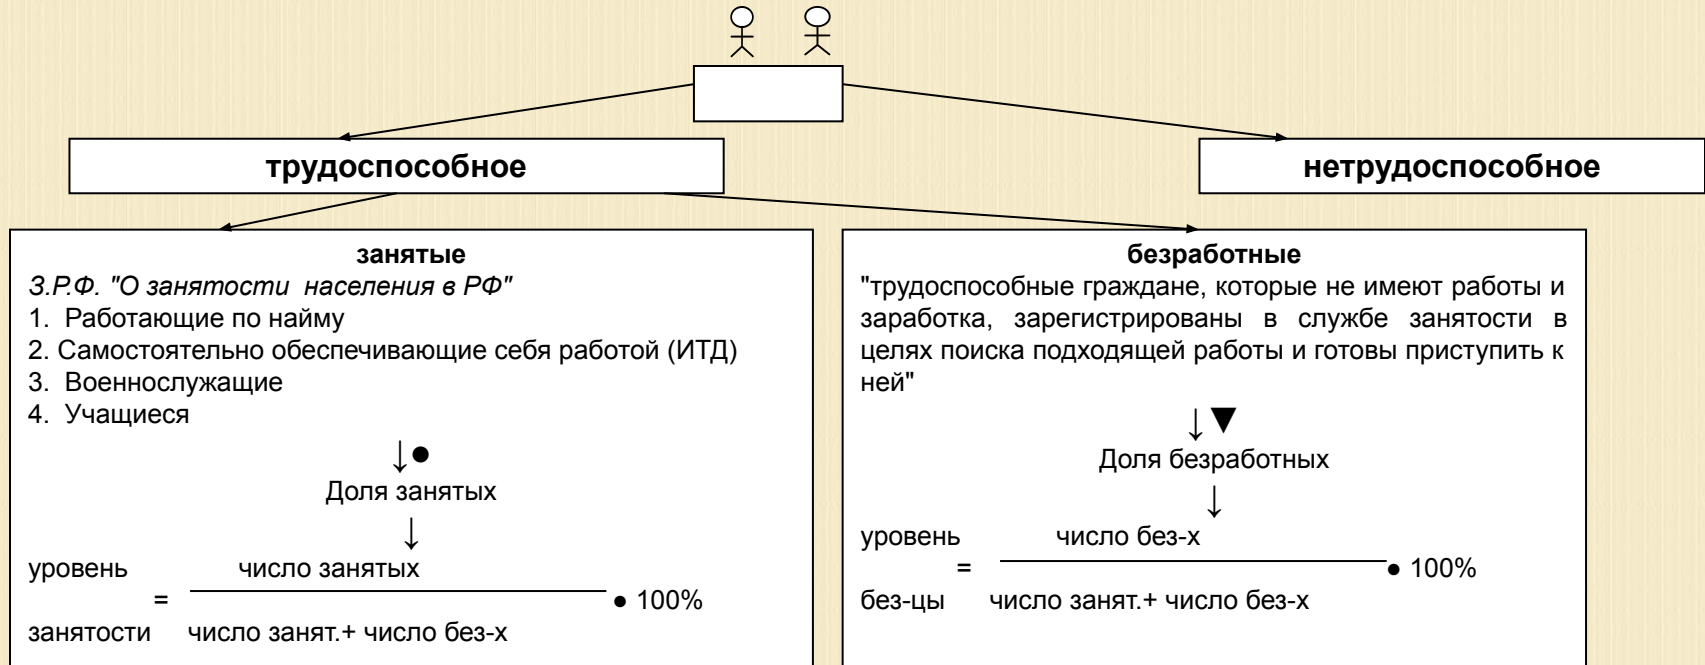 трудоспособное
нетрудоспособное
занятые
З.Р.Ф. "О занятости населения в РФ"
1. Работающие по найму
2. Самостоятельно обеспечивающие себя работой (ИТД)
3. Военнослужащие
4. Учащиеся
↓●
Доля занятых
↓
уровень число занятых
= ● 100%
занятости число занят.+ число без-х
безработные
"трудоспособные граждане, которые не имеют работы и
заработка, зарегистрированы в службе занятости в
целях поиска подходящей работы и готовы приступить к
ней"
↓▼
Доля безработных
↓
уровень число без-х
= ● 100%
без-цы число занят.+ число без-х